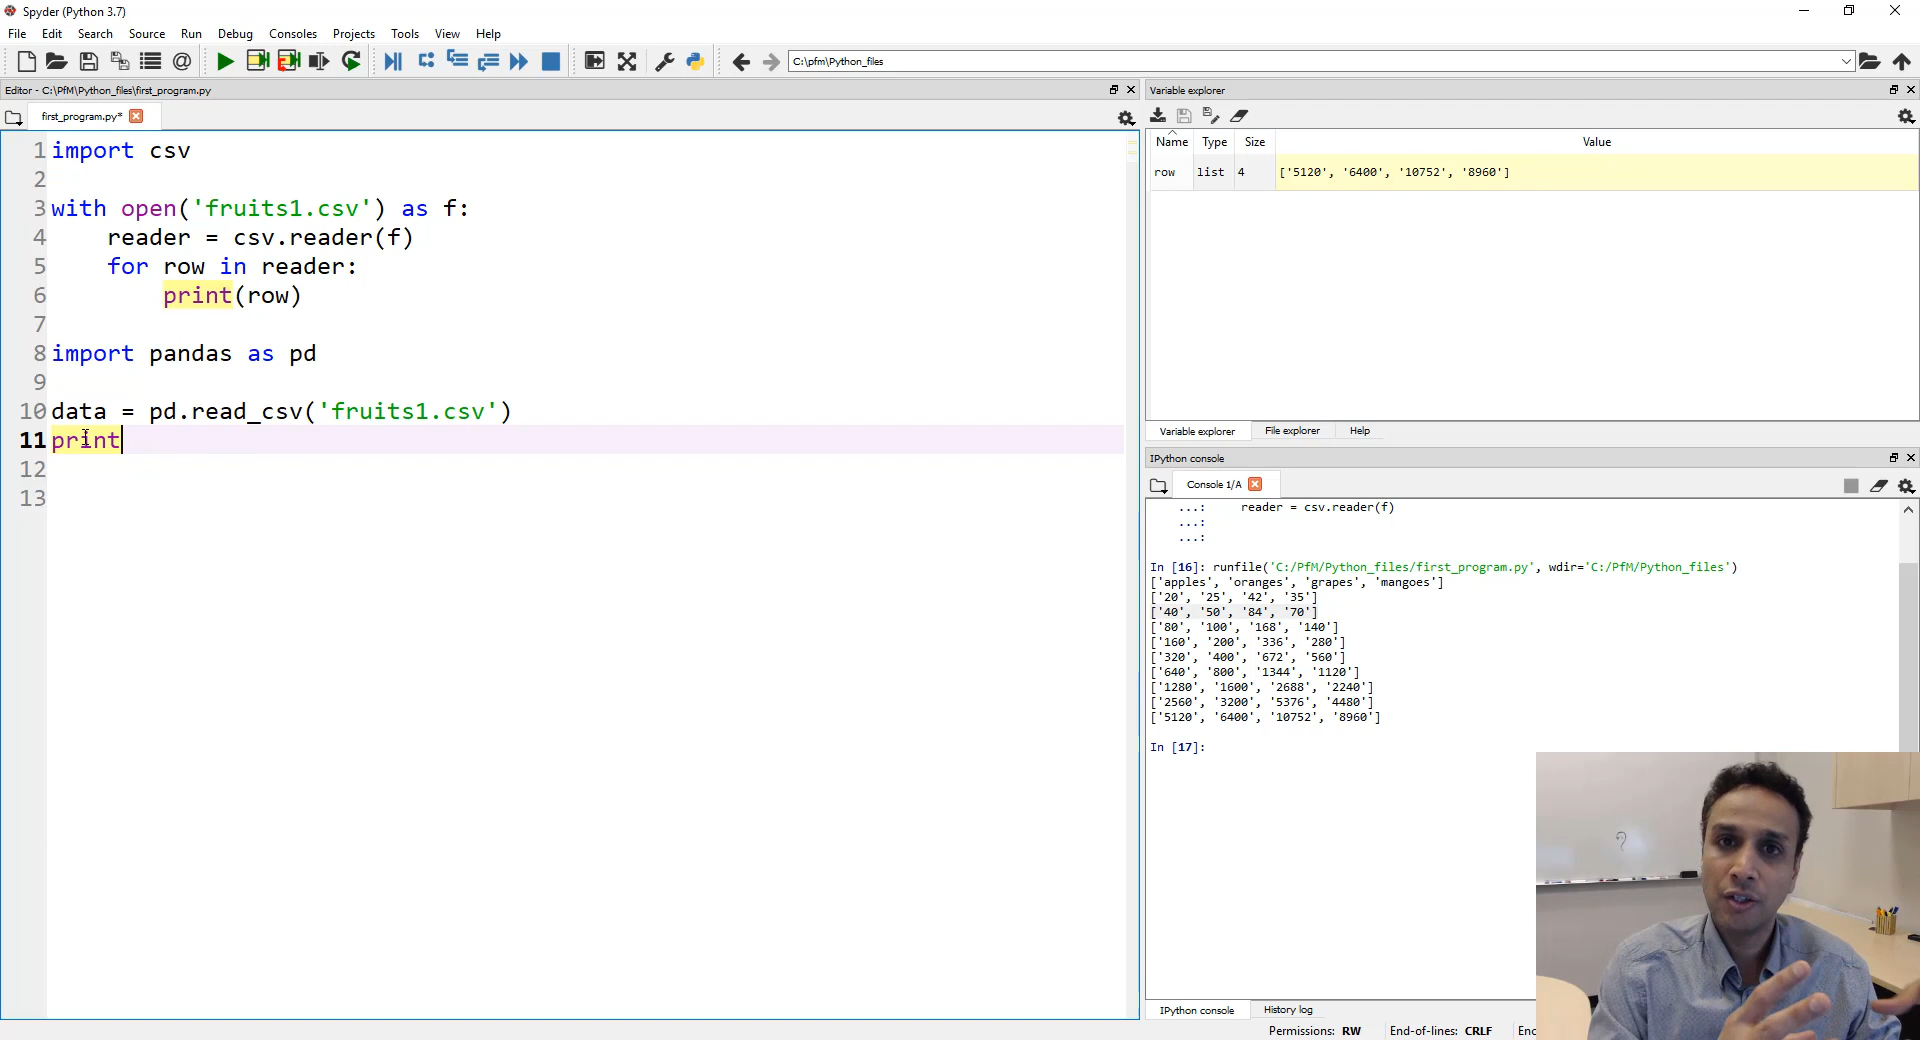 Spyder (Python 3.7)
File Edit Search Source Run Debug Consoles Projects Tools View Help
C:\pfm\Python_files
Editor - C:\PfM\Python_files\first_program.py
first_program.py*
1 import csv
2
3 with open('fruits1.csv') as f:
4 reader = csv.reader(f)
5 for row in reader:
6 print(row)
7
8 import pandas as pd
9
10 data = pd.read_csv('fruits1.csv')
11 print
12
13
Variable explorer
Name Type Size Value
row list 4 ['5120', '6400', '10752', '8960']
Variable explorer File explorer Help
IPython console
Console 1/A
...: reader = csv.reader(f)
...:
...:
In [16]: runfile('C:/PfM/Python_files/first_program.py', wdir='C:/PfM/Python_files')
['apples', 'oranges', 'grapes', 'mangoes']
['20', '25', '42', '35']
['40', '50', '84', '70']
['80', '100', '168', '140']
['160', '200', '336', '280']
['320', '400', '672', '560']
['640', '800', '1344', '1120']
['1280', '1600', '2688', '2240']
['2560', '3200', '5376', '4480']
['5120', '6400', '10752', '8960']
In [17]:
IPython console History log
Permissions: RW End-of-lines: CRLF Enc